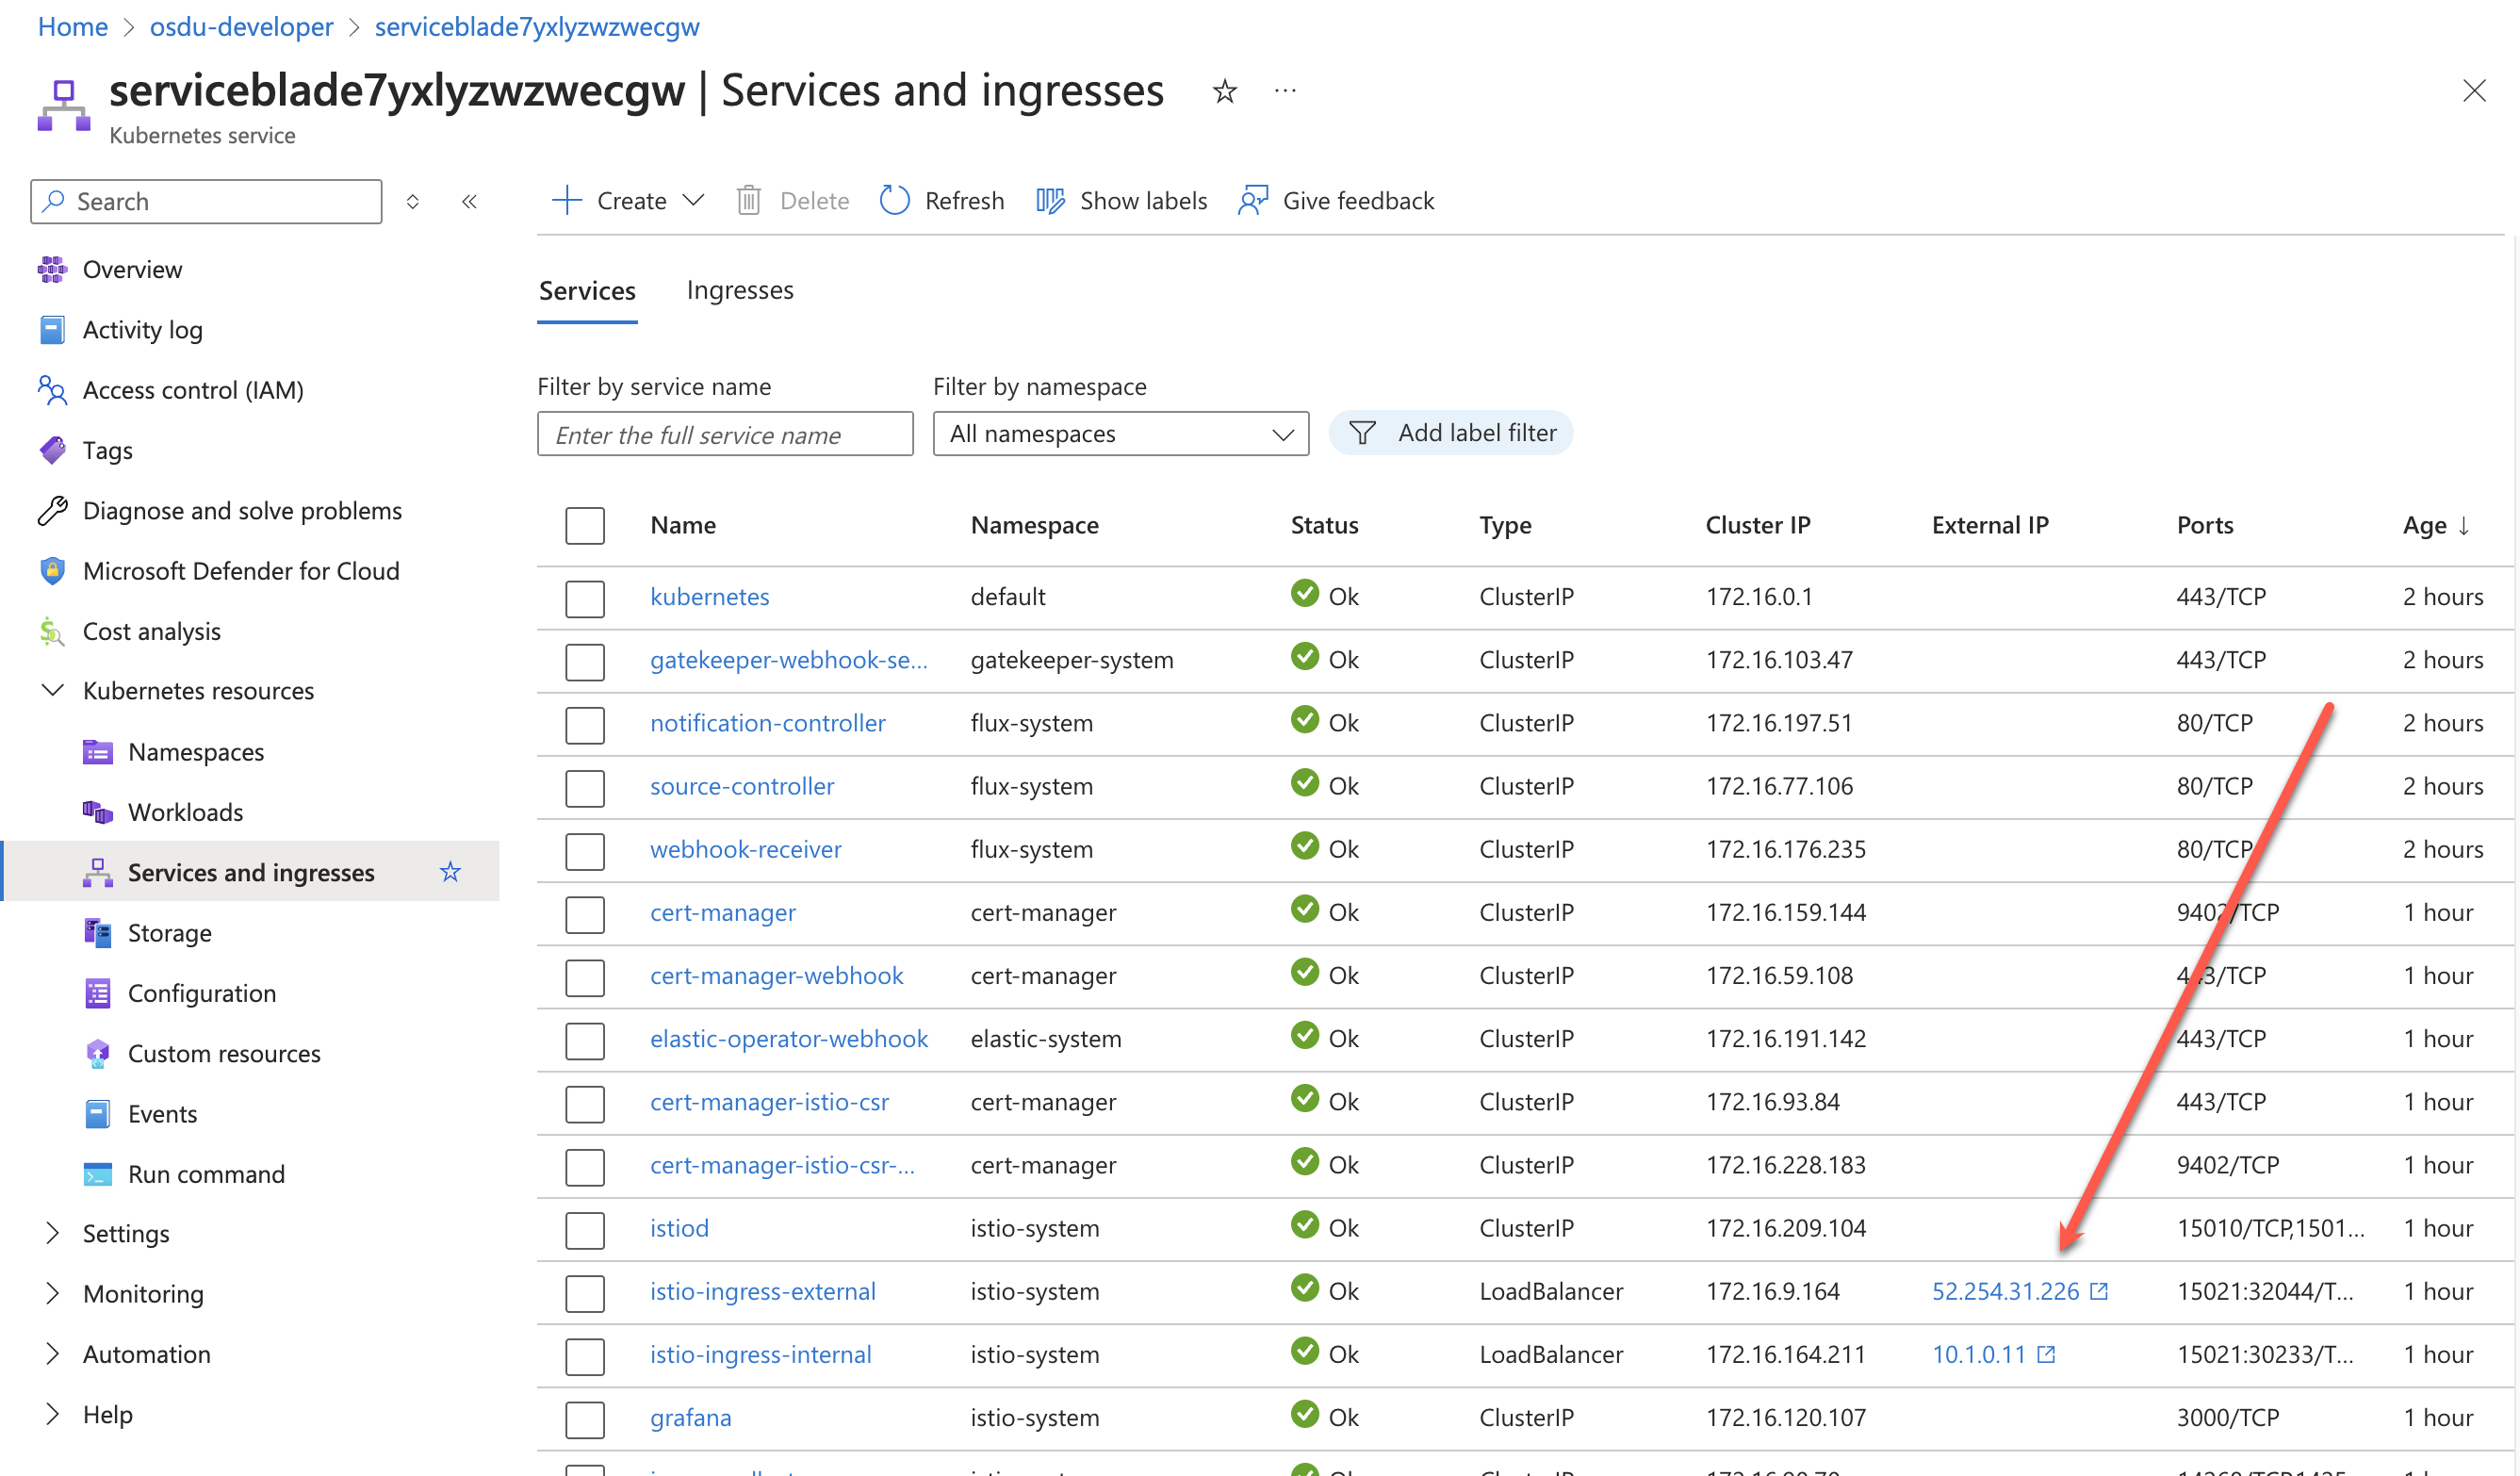 Home > osdu-developer > serviceblade7yxlyzwzwecgw
serviceblade7yxlyzwzwecgw | Services and ingresses
Kubernetes service
Search
Create Delete Refresh Show labels Give feedback
Overview
Activity log
Access control (IAM)
Tags
Diagnose and solve problems
Microsoft Defender for Cloud
Cost analysis
Kubernetes resources
Namespaces
Workloads
Services and ingresses
Storage
Configuration
Custom resources
Events
Run command
Settings
Monitoring
Automation
Help
Services Ingresses
Filter by service name Filter by namespace
Enter the full service name All namespaces Add label filter
Name Namespace Status Type Cluster IP External IP Ports Age ↓
kubernetes default Ok ClusterIP 172.16.0.1 443/TCP 2 hours
gatekeeper-webhook-se... gatekeeper-system Ok ClusterIP 172.16.103.47 443/TCP 2 hours
notification-controller flux-system Ok ClusterIP 172.16.197.51 80/TCP 2 hours
source-controller flux-system Ok ClusterIP 172.16.77.106 80/TCP 2 hours
webhook-receiver flux-system Ok ClusterIP 172.16.176.235 80/TCP 2 hours
cert-manager cert-manager Ok ClusterIP 172.16.159.144 9402/TCP 1 hour
cert-manager-webhook cert-manager Ok ClusterIP 172.16.59.108 443/TCP 1 hour
elastic-operator-webhook elastic-system Ok ClusterIP 172.16.191.142 443/TCP 1 hour
cert-manager-istio-csr cert-manager Ok ClusterIP 172.16.93.84 443/TCP 1 hour
cert-manager-istio-csr-... cert-manager Ok ClusterIP 172.16.228.183 9402/TCP 1 hour
istiod istio-system Ok ClusterIP 172.16.209.104 15010/TCP,1501... 1 hour
istio-ingress-external istio-system Ok LoadBalancer 172.16.9.164 52.254.31.226 15021:32044/T... 1 hour
istio-ingress-internal istio-system Ok LoadBalancer 172.16.164.211 10.1.0.11 15021:30233/T... 1 hour
grafana istio-system Ok ClusterIP 172.16.120.107 3000/TCP 1 hour